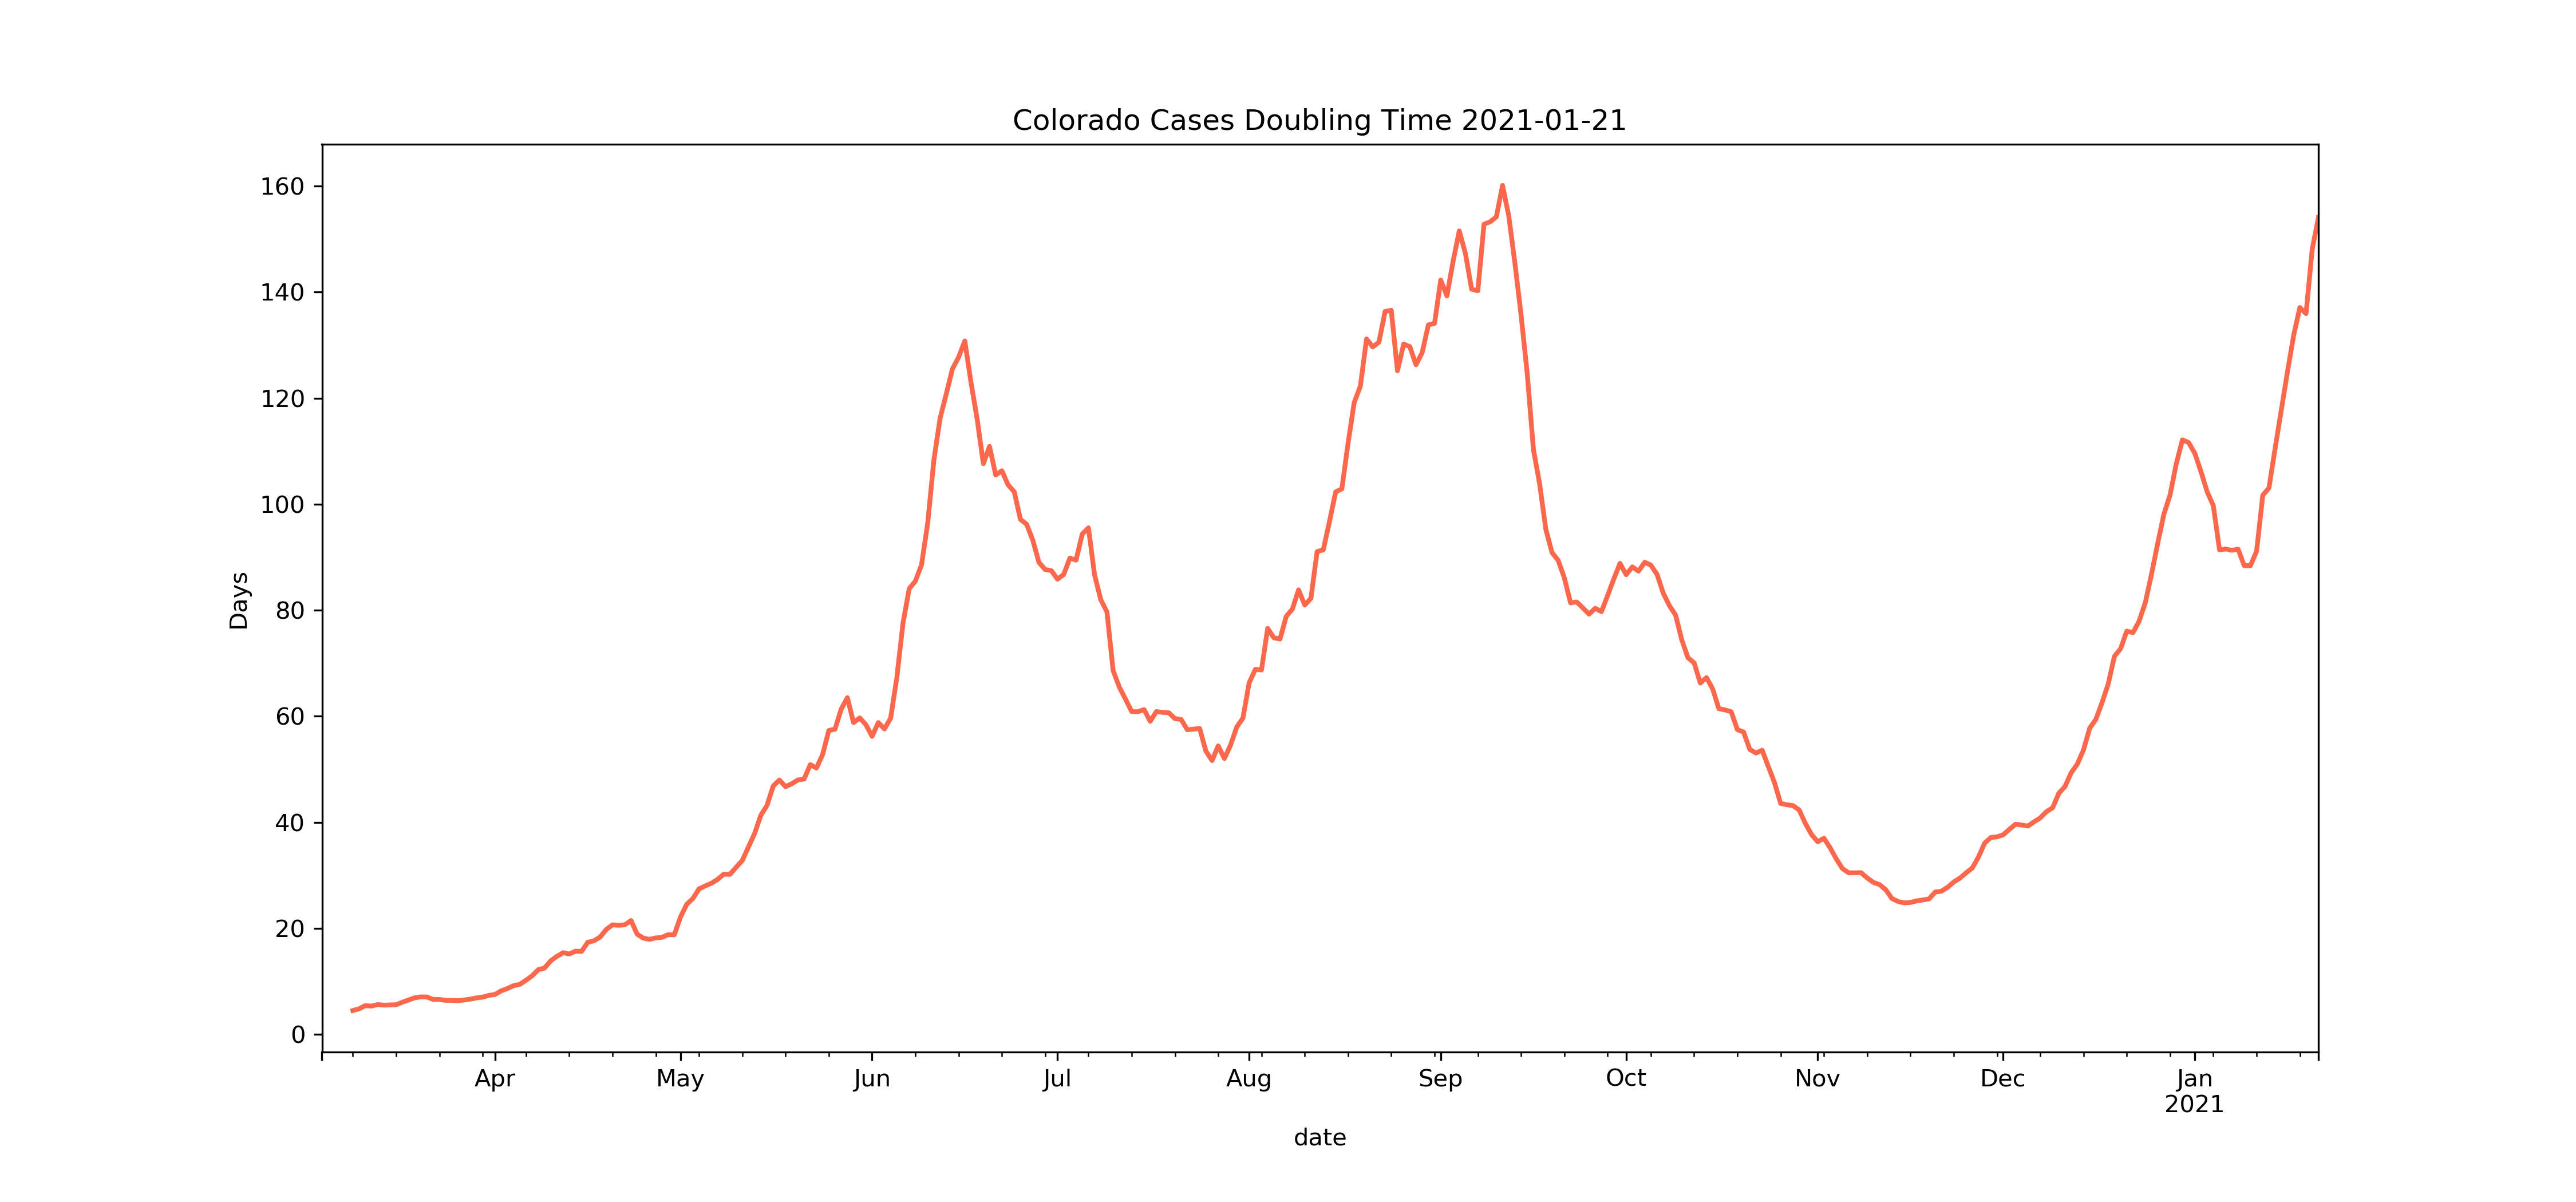 Colorado Cases Doubling Time 2021-01-21
160
140
120
100
80
60
40
20
0
Days
Apr May Jun Jul Aug Sep Oct Nov Dec Jan
2021
date